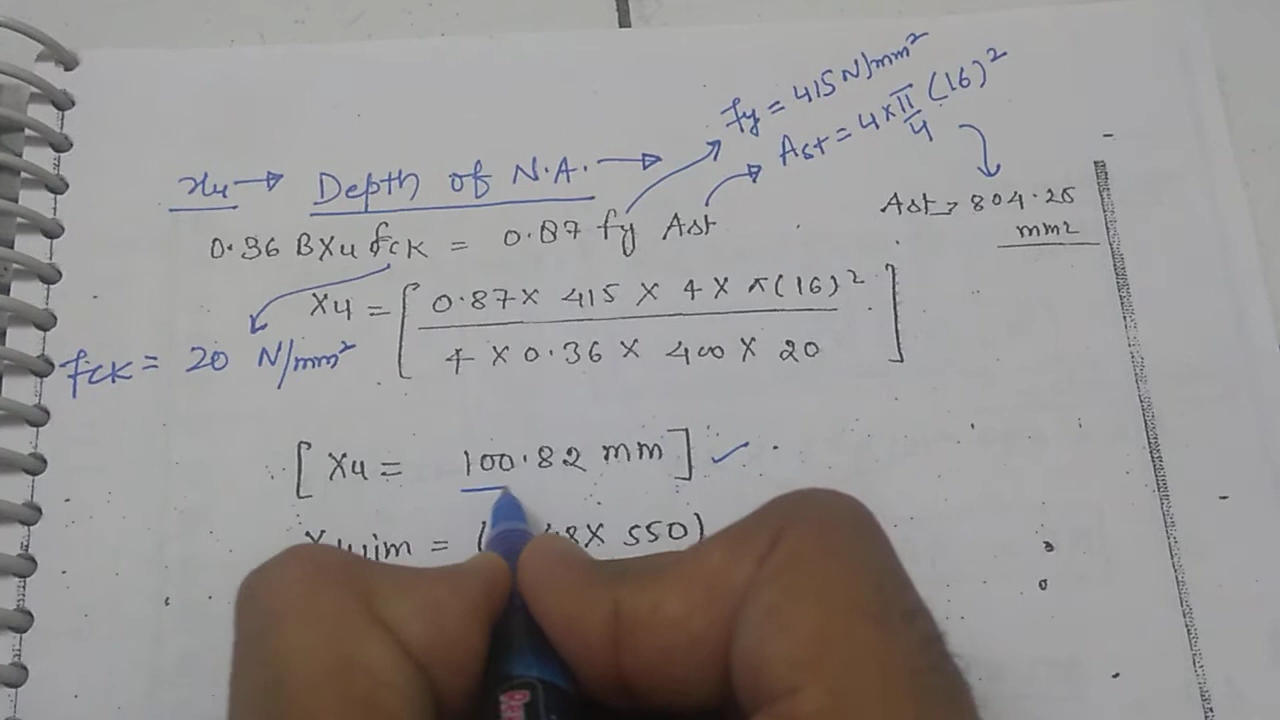 fy = 415 N/mm²
Ast = 4 × π/4 (16)²
xu → Depth of N.A. →
Ast → 804.25 mm2
0.36 B Xu fck = 0.87 fy Ast
Xu = [ 0.87 × 415 × 4 × π(16)² / 4 × 0.36 × 400 × 20 ]
fck = 20 N/mm²
[ Xu = 100.82 mm ] ✓
= ( 48 × 550 )